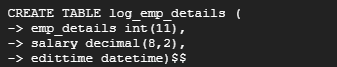 CREATE TABLE log_emp_details (
-> emp_details int(11),
-> salary decimal(8,2),
-> edittime datetime)$$